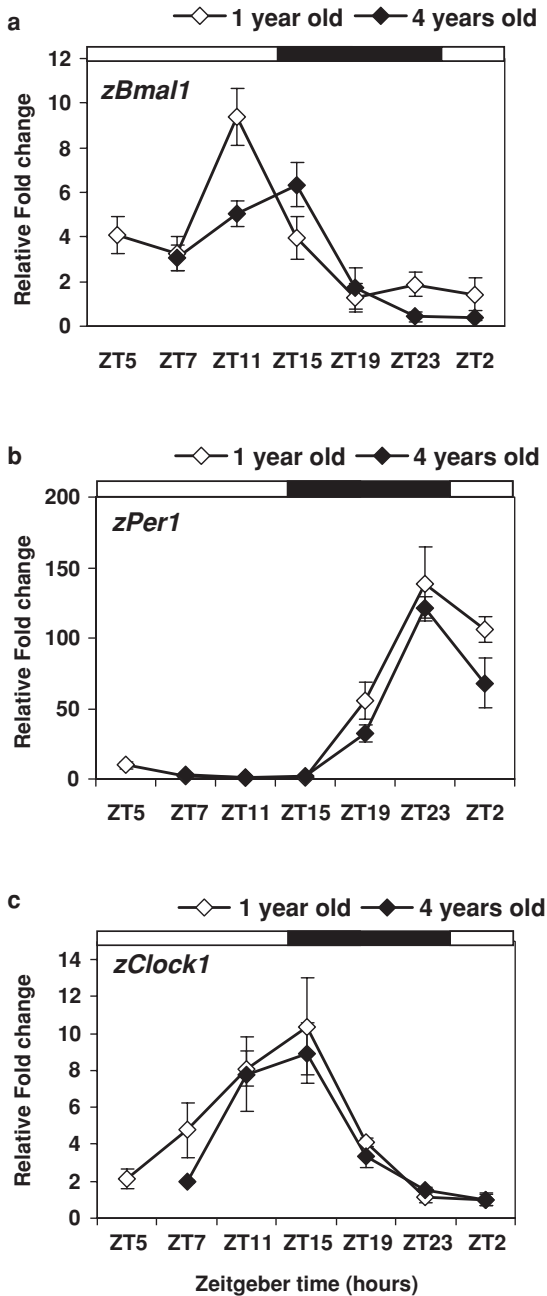 a
1 year old 4 years old
12
10
8
6
4
2
0
Relative Fold change
zBmal1
ZT5 ZT7 ZT11 ZT15 ZT19 ZT23 ZT2
b
1 year old 4 years old
200
150
100
50
0
Relative Fold change
zPer1
ZT5 ZT7 ZT11 ZT15 ZT19 ZT23 ZT2
c
1 year old 4 years old
14
12
10
8
6
4
2
0
Relative Fold change
zClock1
ZT5 ZT7 ZT11 ZT15 ZT19 ZT23 ZT2
Zeitgeber time (hours)